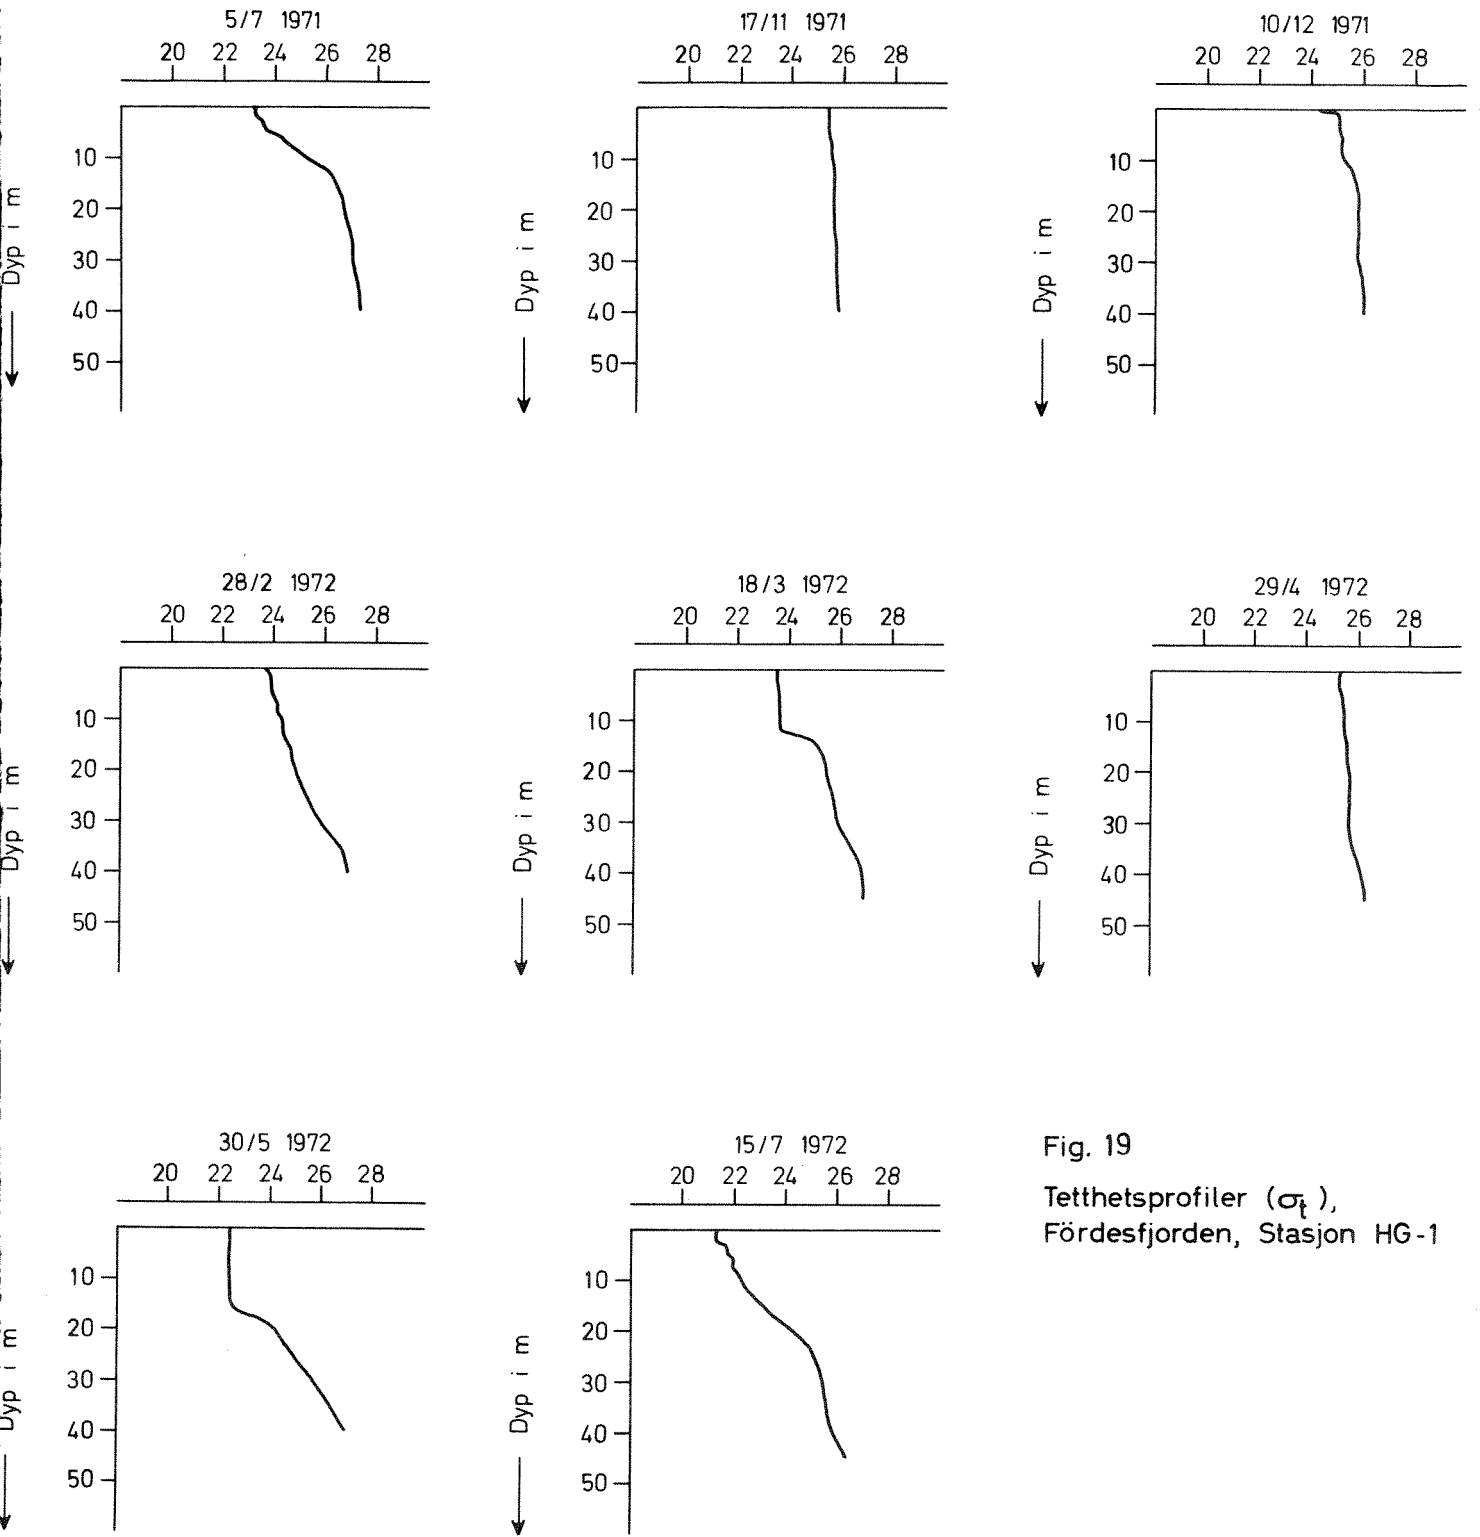 5/7 1971
20 22 24 26 28
10
20
30
40
50
Dyp i m
17/11 1971
20 22 24 26 28
10
20
30
40
50
Dyp i m
10/12 1971
20 22 24 26 28
10
20
30
40
50
Dyp i m
28/2 1972
20 22 24 26 28
10
20
30
40
50
Dyp i m
18/3 1972
20 22 24 26 28
10
20
30
40
50
Dyp i m
29/4 1972
20 22 24 26 28
10
20
30
40
50
Dyp i m
30/5 1972
20 22 24 26 28
10
20
30
40
50
Dyp i m
15/7 1972
20 22 24 26 28
10
20
30
40
50
Dyp i m
Fig. 19
Tetthetsprofiler (σt),
Fördesfjorden, Stasjon HG-1